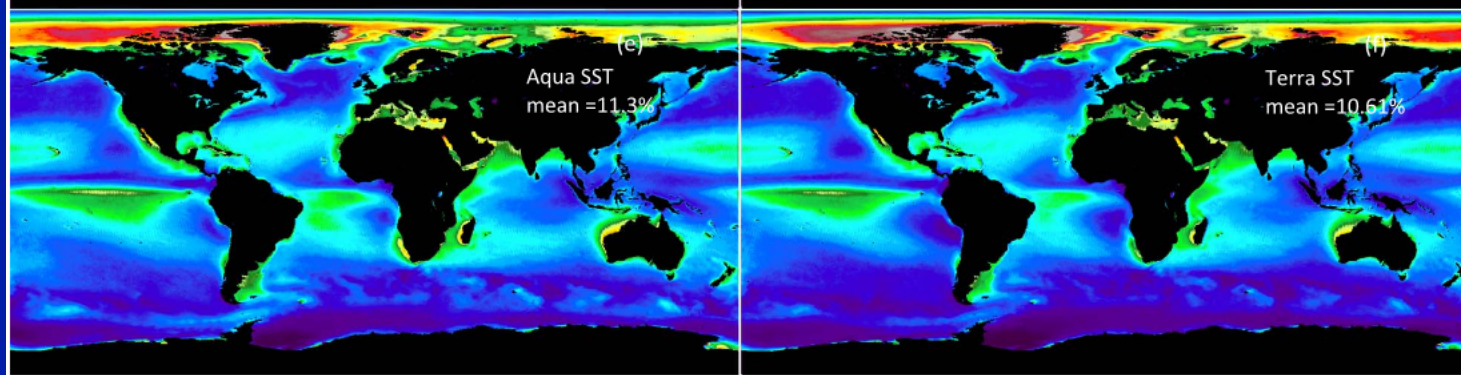 (e)
Aqua SST
mean =11.3%
(f)
Terra SST
mean =10.61%